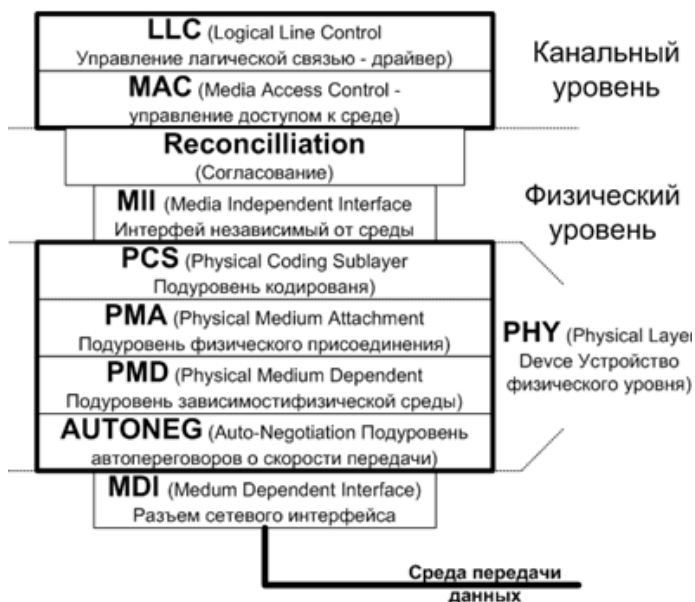 LLC (Logical Line Control
Управление лагической связью - драйвер)
MAC (Media Access Control -
управление доступом к среде)
Канальный
уровень
Reconcilliation
(Согласование)
MII (Media Independent Interface
Интерфей независимый от среды
Физический
уровень
PCS (Physical Coding Sublayer
Подуровень кодированя)
PMA (Physical Medium Attachment
Подуровень физического присоединения)
PMD (Physical Medium Dependent
Подуровень зависимостифизической среды)
AUTONEG (Auto-Negotiation Подуровень
автопереговоров о скорости передачи)
PHY (Physical Layer
Devce Устройство
физического уровня)
MDI (Medum Dependent Interface)
Разъем сетевого интерфейса
Среда передачи
данных